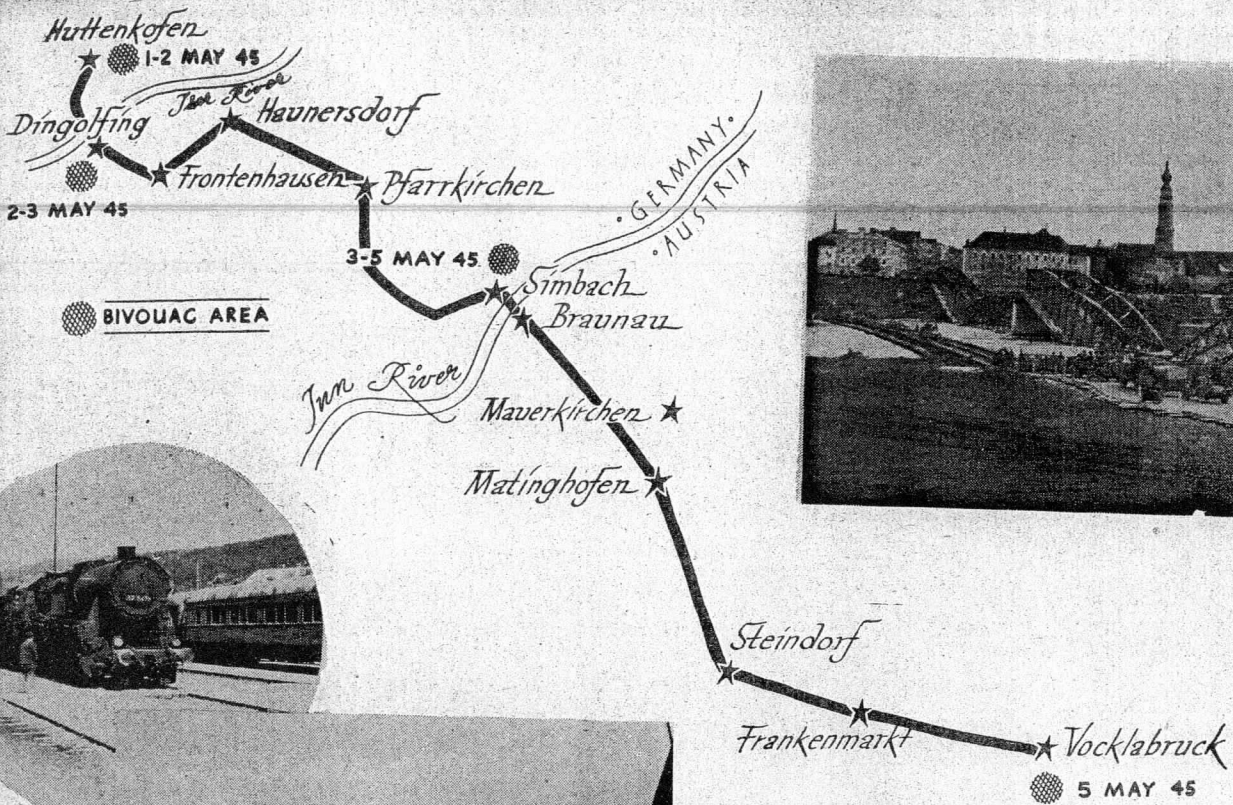 Huttenkofen
1-2 MAY 45
Isar River
Dingolfing
Haunersdorf
Frontenhausen
Pfarrkirchen
2-3 MAY 45
• GERMANY •
• AUSTRIA
3-5 MAY 45
Simbach
Braunau
BIVOUAC AREA
Inn River
Mauerkirchen
Matinghofen
Steindorf
Frankenmarkt
Vocklabruck
5 MAY 45